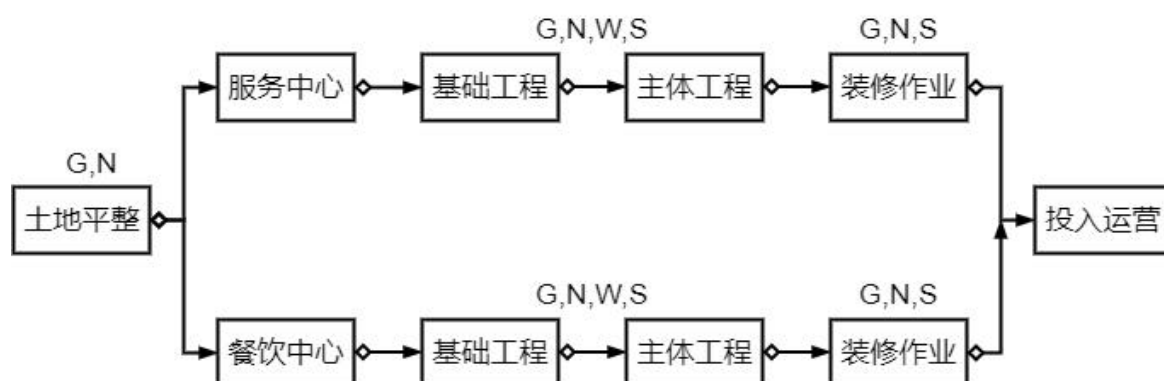 G,N,W,S
G,N,S
服务中心
基础工程
主体工程
装修作业
G,N
土地平整
投入运营
G,N,W,S
G,N,S
餐饮中心
基础工程
主体工程
装修作业